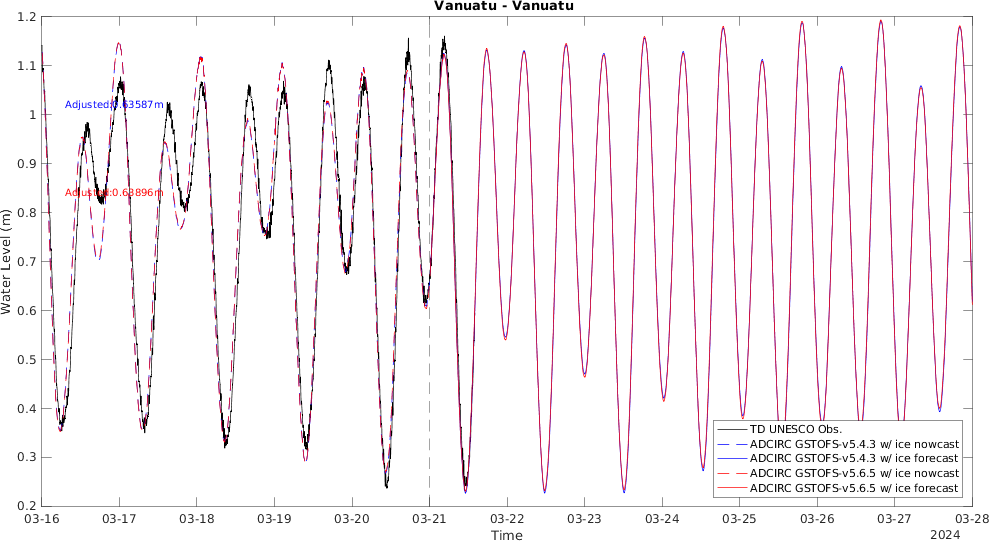 Vanuatu - Vanuatu
1.2
1.1
1
0.9
0.8
0.7
0.6
0.5
0.4
0.3
0.2
Water Level (m)
Adjusted:0.63587m
Adjusted:0.63896m
TD UNESCO Obs.
ADCIRC GSTOFS-v5.4.3 w/ ice nowcast
ADCIRC GSTOFS-v5.4.3 w/ ice forecast
ADCIRC GSTOFS-v5.6.5 w/ ice nowcast
ADCIRC GSTOFS-v5.6.5 w/ ice forecast
03-16 03-17 03-18 03-19 03-20 03-21 03-22 03-23 03-24 03-25 03-26 03-27 03-28
Time
2024